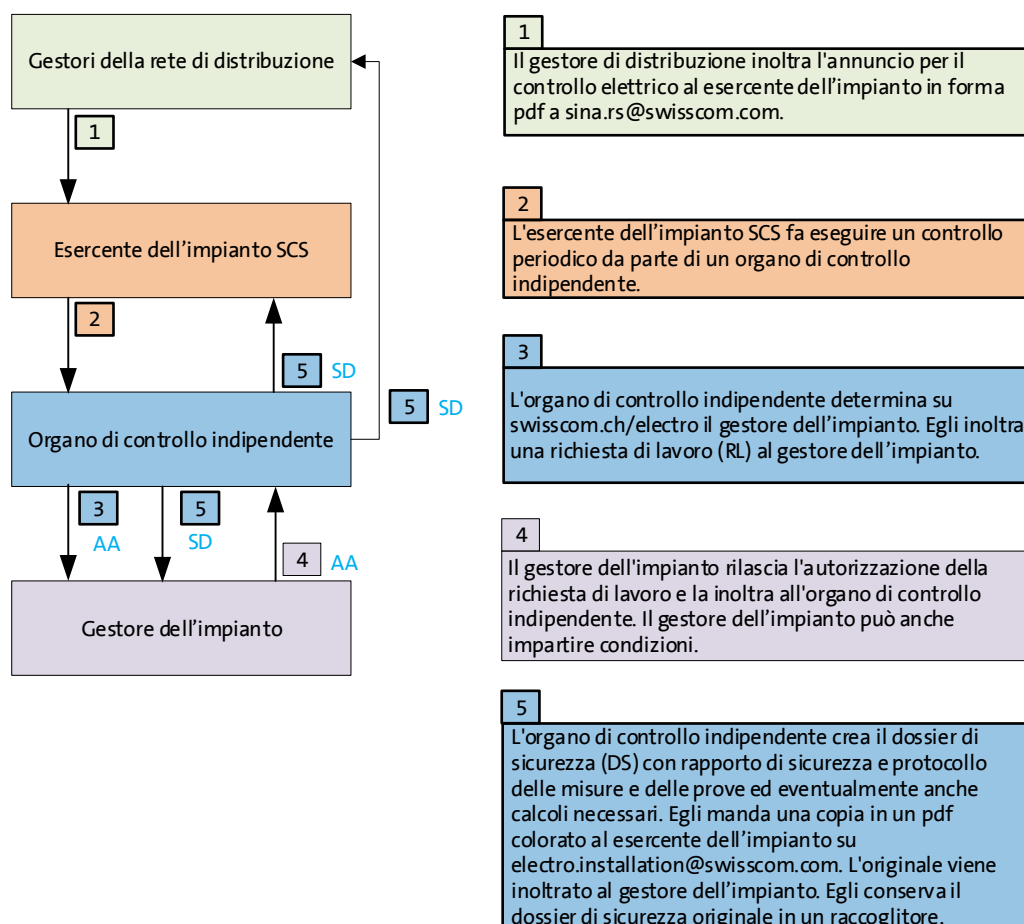 Gestori della rete di distribuzione
1
Esercente dell'impianto SCS
2
5 SD
5 SD
Organo di controllo indipendente
3
AA
5
SD
4 AA
Gestore dell'impianto
1
Il gestore di distribuzione inoltra l'annuncio per il
controllo elettrico al esercente dell'impianto in forma
pdf a sina.rs@swisscom.com.
2
L'esercente dell'impianto SCS fa eseguire un controllo
periodico da parte di un organo di controllo
indipendente.
3
L'organo di controllo indipendente determina su
swisscom.ch/electro il gestore dell'impianto. Egli inoltra
una richiesta di lavoro (RL) al gestore dell'impianto.
4
Il gestore dell'impianto rilascia l'autorizzazione della
richiesta di lavoro e la inoltra all'organo di controllo
indipendente. Il gestore dell'impianto può anche
impartire condizioni.
5
L'organo di controllo indipendente crea il dossier di
sicurezza (DS) con rapporto di sicurezza e protocollo
delle misure e delle prove ed eventualmente anche
calcoli necessari. Egli manda una copia in un pdf
colorato al esercente dell'impianto su
electro.installation@swisscom.com. L'originale viene
inoltrato al gestore dell'impianto. Egli conserva il
dossier di sicurezza originale in un raccoglitore.